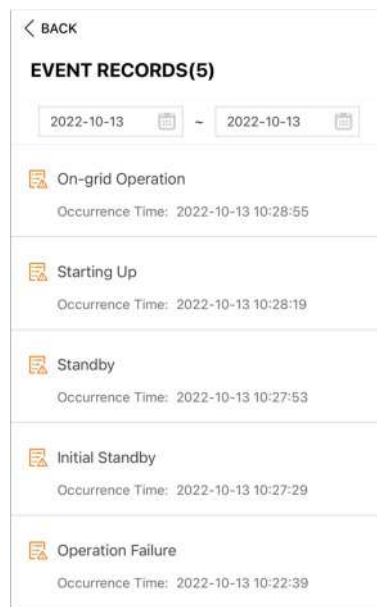 BACK
EVENT RECORDS(5)
2022-10-13 ~ 2022-10-13
On-grid Operation
Occurrence Time: 2022-10-13 10:28:55
Starting Up
Occurrence Time: 2022-10-13 10:28:19
Standby
Occurrence Time: 2022-10-13 10:27:53
Initial Standby
Occurrence Time: 2022-10-13 10:27:29
Operation Failure
Occurrence Time: 2022-10-13 10:22:39